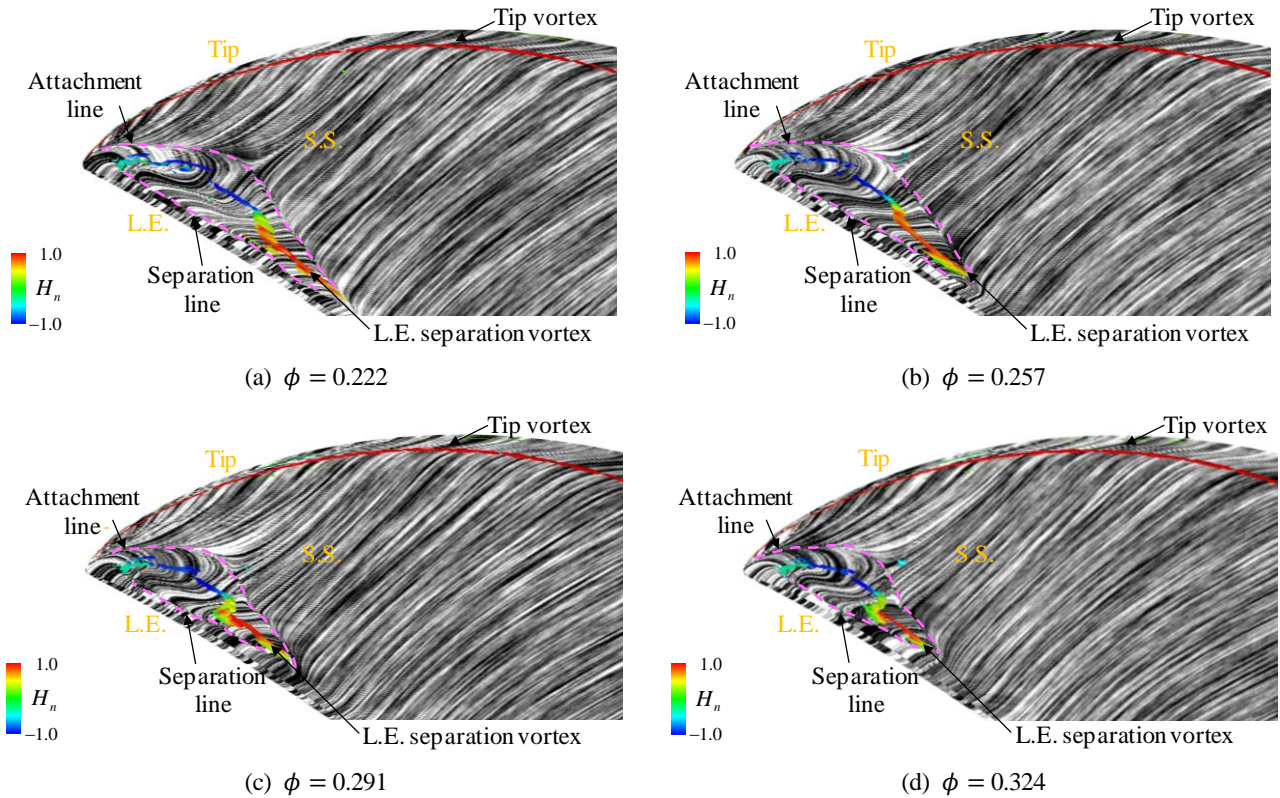 Tip vortex
Tip
Attachment
line
S.S.
L.E.
1.0
H_n
−1.0
Separation
line
L.E. separation vortex
(a) ϕ = 0.222
Tip vortex
Tip
Attachment
line
S.S.
L.E.
1.0
H_n
−1.0
Separation
line
L.E. separation vortex
(b) ϕ = 0.257
Tip vortex
Tip
Attachment
line
S.S.
L.E.
1.0
H_n
−1.0
Separation
line
L.E. separation vortex
(c) ϕ = 0.291
Tip vortex
Tip
Attachment
line
S.S.
L.E.
1.0
H_n
−1.0
Separation
line
L.E. separation vortex
(d) ϕ = 0.324